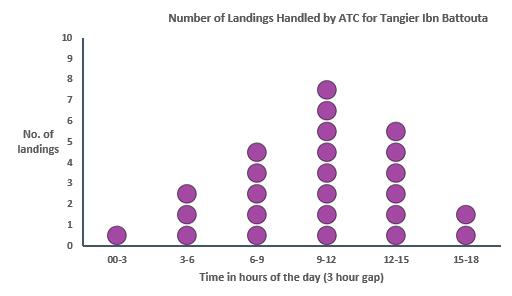 Number of Landings Handled by ATC for Tangier Ibn Battouta
10
9
8
7
6
5
4
3
2
1
0
No. of
landings
00-3 3-6 6-9 9-12 12-15 15-18
Time in hours of the day (3 hour gap)